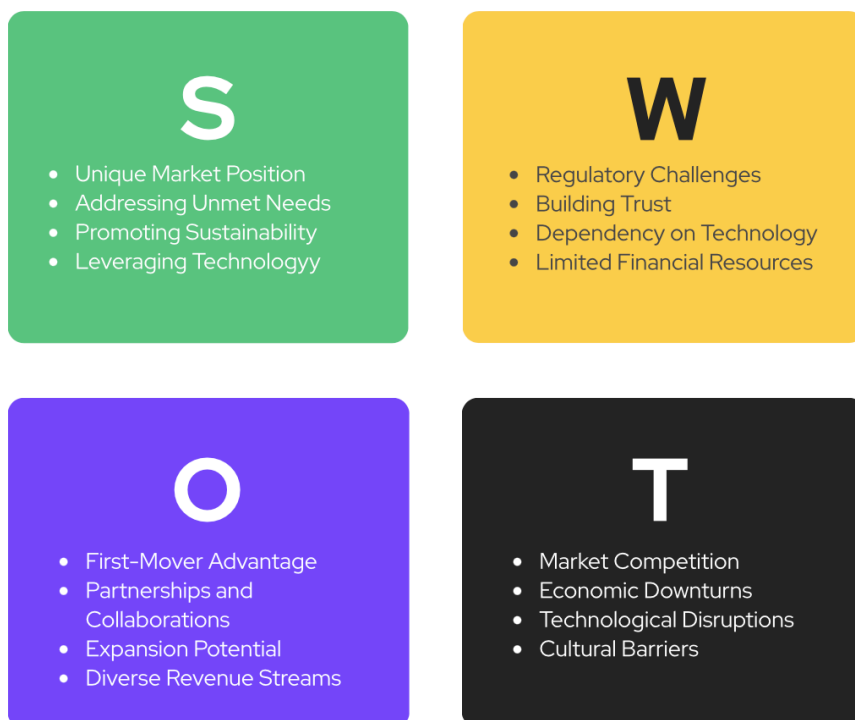 S
• Unique Market Position
• Addressing Unmet Needs
• Promoting Sustainability
• Leveraging Technologyy
W
• Regulatory Challenges
• Building Trust
• Dependency on Technology
• Limited Financial Resources
O
• First-Mover Advantage
• Partnerships and
Collaborations
• Expansion Potential
• Diverse Revenue Streams
T
• Market Competition
• Economic Downturns
• Technological Disruptions
• Cultural Barriers